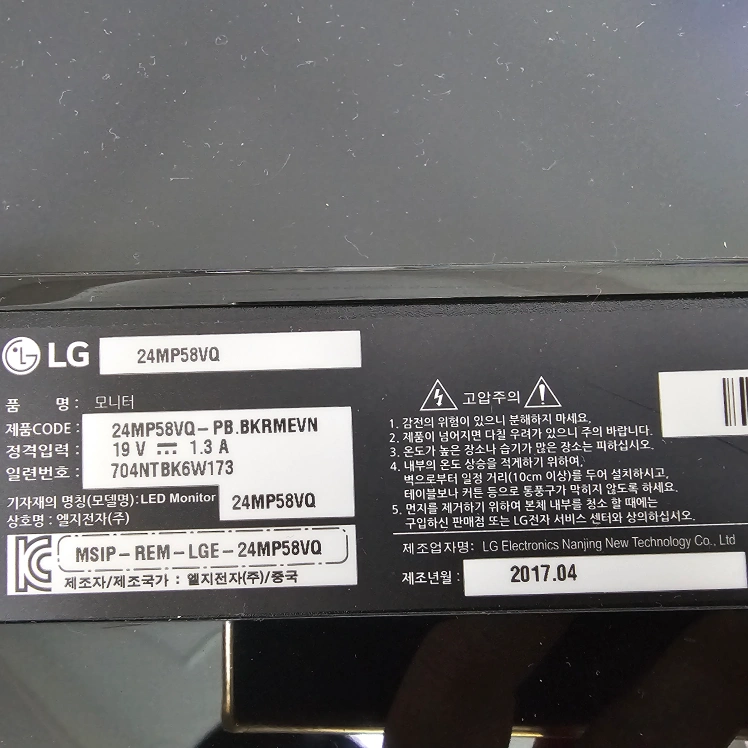 LG 24MP58VQ
품 명 : 모니터
제품CODE : 24MP58VQ-PB.BKRMEVN
정격입력 : 19 V ⎓ 1.3 A
일련번호 : 704NTBK6W173
기자재의 명칭(모델명):LED Monitor 24MP58VQ
상호명 : 엘지전자(주)
MSIP-REM-LGE-24MP58VQ
제조자/제조국가 : 엘지전자(주)/중국
고압주의
1. 감전의 위험이 있으니 분해하지 마세요.
2. 제품이 넘어지면 다칠 우려가 있으니 주의 바랍니다.
3. 온도가 높은 장소나 습기가 많은 장소는 피하십시오.
4. 내부의 온도 상승을 적게하기 위하여,
벽으로부터 일정 거리(10cm 이상)를 두어 설치하시고,
테이블보나 커튼 등으로 통풍구가 막히지 않도록 하세요.
5. 먼지를 제거하기 위하여 본체 내부를 청소 할 때에는
구입하신 판매점 또는 LG전자 서비스 센터와 상의하십시오.
제조업자명: LG Electronics Nanjing New Technology Co., Ltd
제조년월 : 2017.04